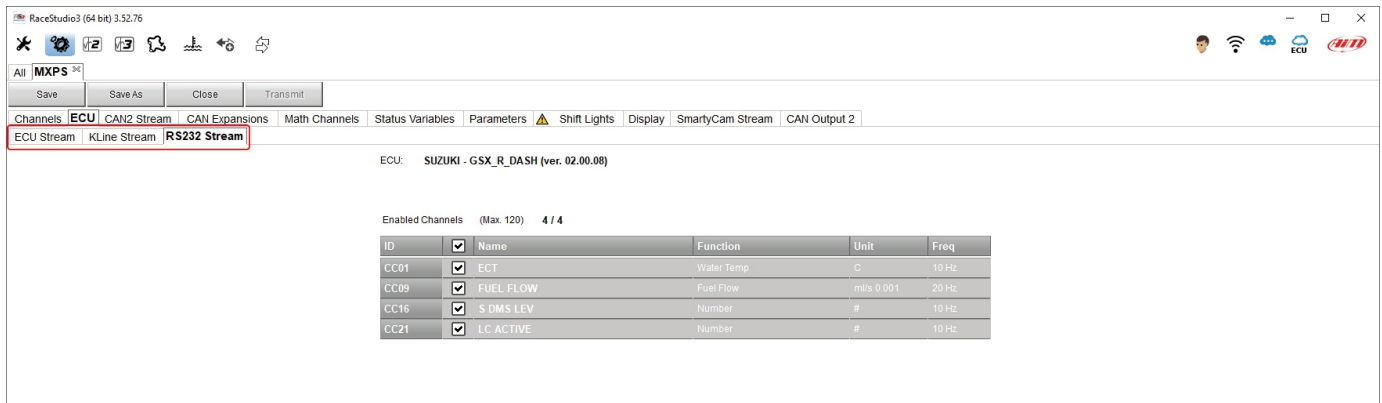 RaceStudio3 (64 bit) 3.52.76
ECU AiM
All MXPS
Save Save As Close Transmit
Channels ECU CAN2 Stream CAN Expansions Math Channels Status Variables Parameters Shift Lights Display SmartyCam Stream CAN Output 2
ECU Stream KLine Stream RS232 Stream
ECU: SUZUKI - GSX_R_DASH (ver. 02.00.08)
Enabled Channels (Max. 120) 4 / 4
ID Name Function Unit Freq
CC01 ECT Water Temp C 10 Hz
CC09 FUEL FLOW Fuel Flow ml/s 0.001 20 Hz
CC16 S DMS LEV Number # 10 Hz
CC21 LC ACTIVE Number # 10 Hz